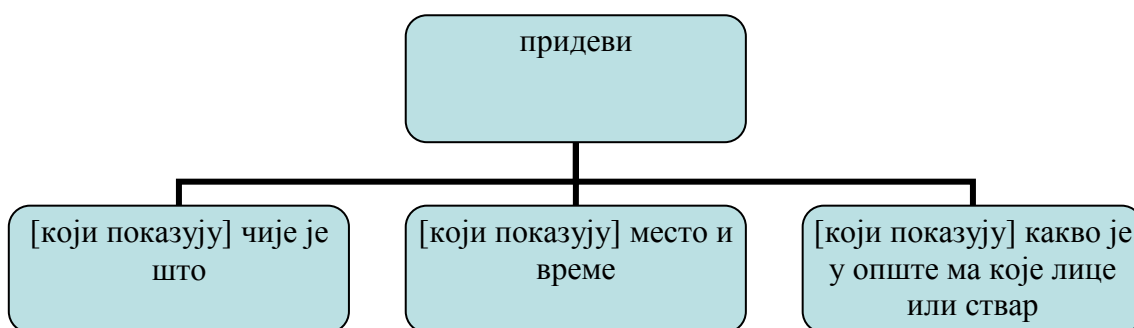 придеви
[који показују] чије је
што
[који показују] место и
време
[који показују] какво је
у опште ма које лице
или ствар